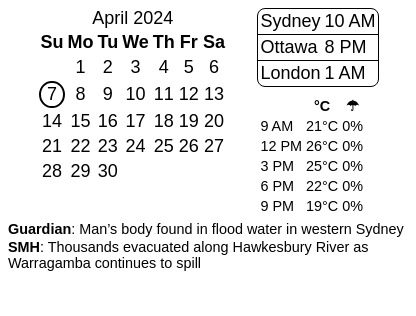 April 2024
Su Mo Tu We Th Fr Sa
1 2 3 4 5 6
7 8 9 10 11 12 13
14 15 16 17 18 19 20
21 22 23 24 25 26 27
28 29 30
Sydney 10 AM
Ottawa 8 PM
London 1 AM
°C ☂
9 AM 21°C 0%
12 PM 26°C 0%
3 PM 25°C 0%
6 PM 22°C 0%
9 PM 19°C 0%
Guardian: Man’s body found in flood water in western Sydney
SMH: Thousands evacuated along Hawkesbury River as
Warragamba continues to spill